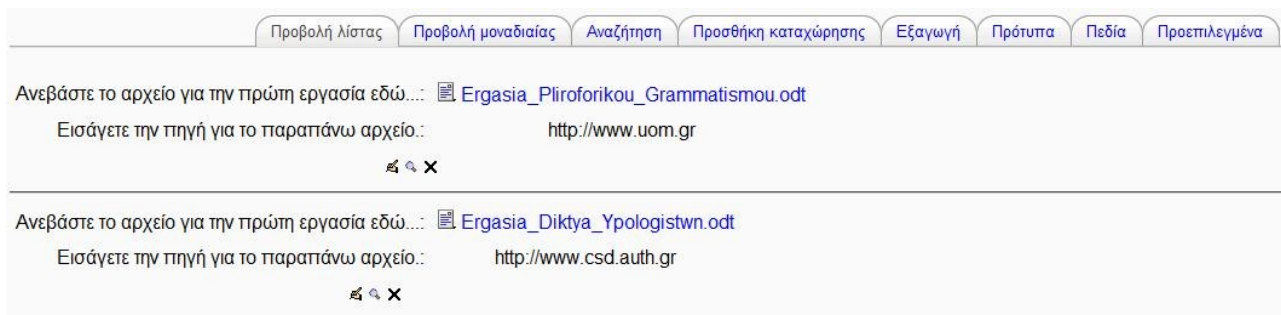 Προβολή λίστας Προβολή μοναδιαίας Αναζήτηση Προσθήκη καταχώρησης Εξαγωγή Πρότυπα Πεδία Προεπιλεγμένα
Ανεβάστε το αρχείο για την πρώτη εργασία εδώ...: Ergasia_Pliroforikou_Grammatismou.odt
Εισάγετε την πηγή για το παραπάνω αρχείο.: http://www.uom.gr
Ανεβάστε το αρχείο για την πρώτη εργασία εδώ...: Ergasia_Diktya_Ypologistwn.odt
Εισάγετε την πηγή για το παραπάνω αρχείο.: http://www.csd.auth.gr